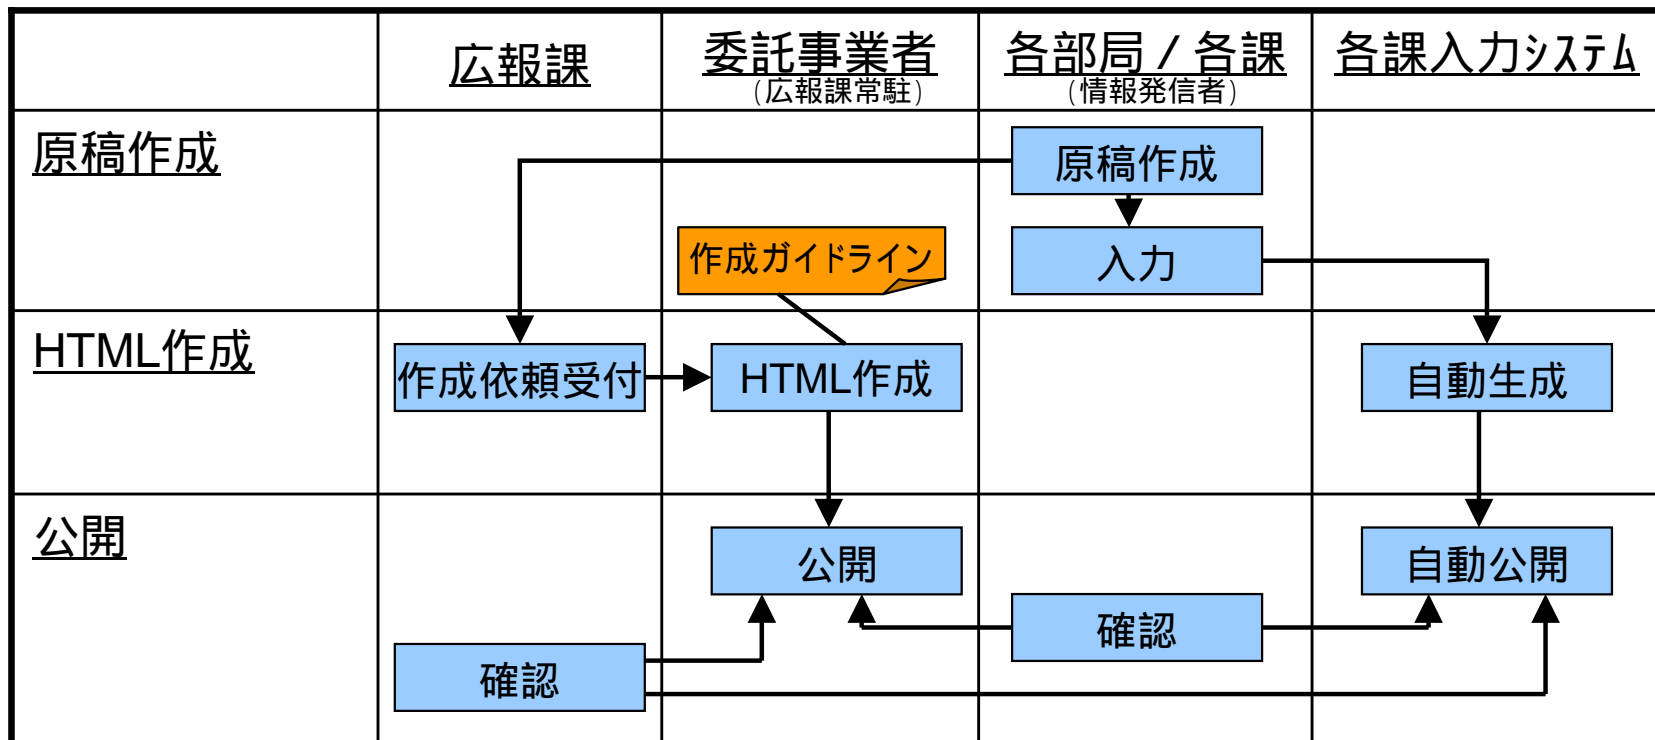 広報課
委託事業者
(広報課常駐)
各部局/各課
(情報発信者)
各課入力ｼｽﾃﾑ
原稿作成
原稿作成
入力
作成ガイドライン
HTML作成
作成依頼受付
HTML作成
自動生成
公開
公開
自動公開
確認
確認